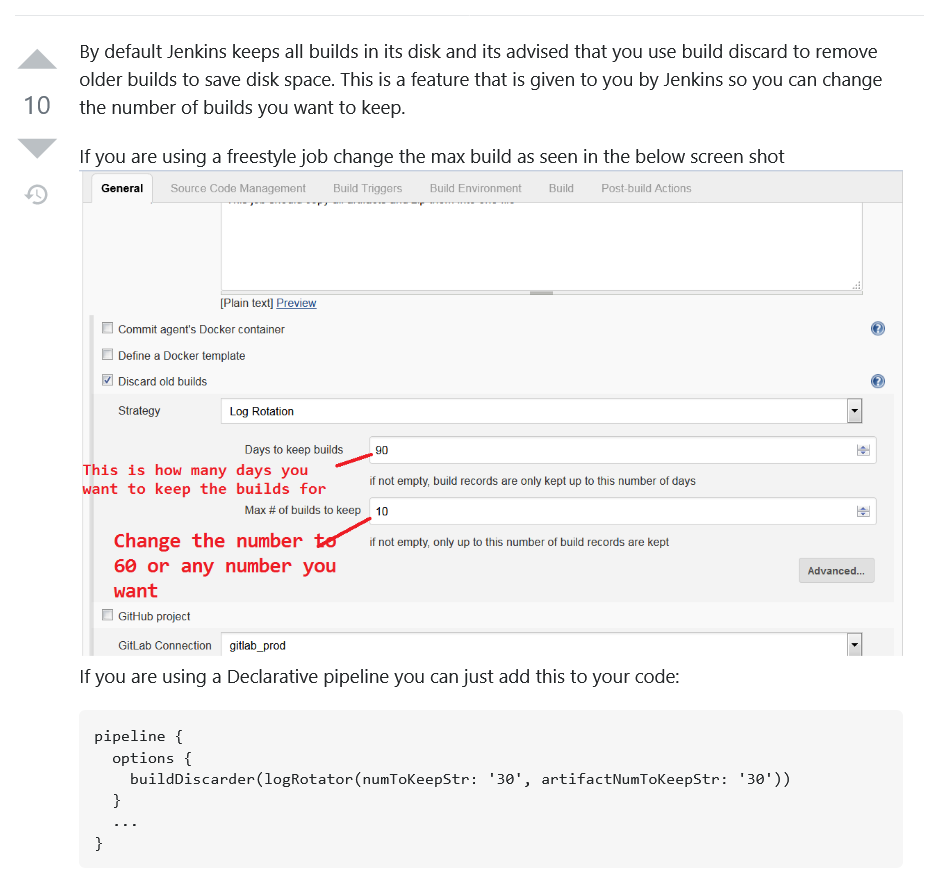 By default Jenkins keeps all builds in its disk and its advised that you use build discard to remove
older builds to save disk space. This is a feature that is given to you by Jenkins so you can change
10
the number of builds you want to keep.
If you are using a freestyle job change the max build as seen in the below screen shot
General Source Code Management Build Triggers Build Environment Build Post-build Actions
[Plain text] Preview
Commit agent's Docker container
Define a Docker template
Discard old builds
Strategy Log Rotation
Days to keep builds 90
This is how many days you
want to keep the builds for
if not empty, build records are only kept up to this number of days
Max # of builds to keep 10
Change the number to
60 or any number you
want
if not empty, only up to this number of build records are kept
Advanced...
GitHub project
GitLab Connection gitlab_prod
If you are using a Declarative pipeline you can just add this to your code:
pipeline {
  options {
    buildDiscarder(logRotator(numToKeepStr: '30', artifactNumToKeepStr: '30'))
  }
  ...
}